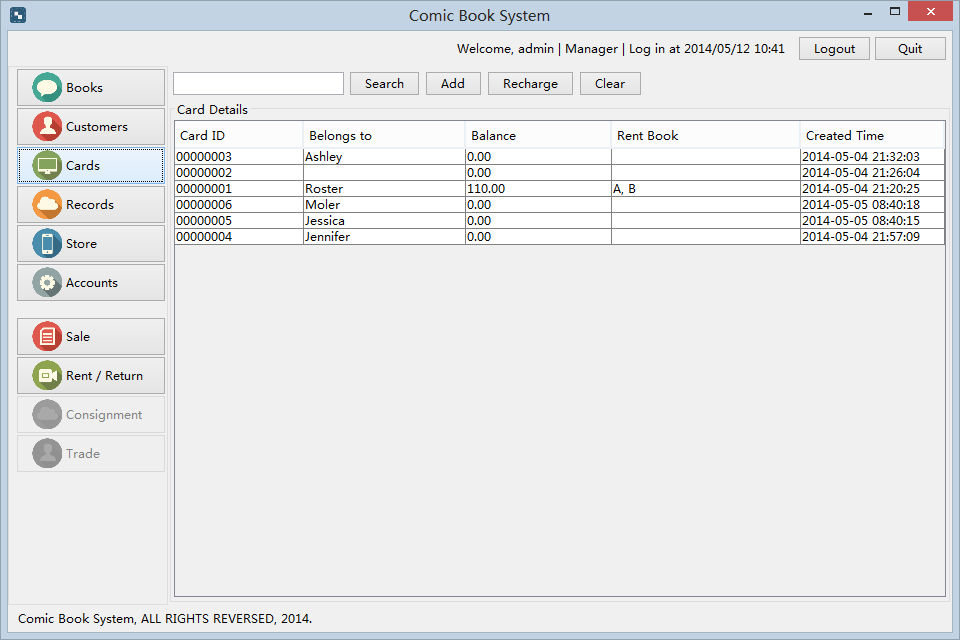 Comic Book System
Welcome, admin | Manager | Log in at 2014/05/12 10:41 Logout Quit
Books
Customers
Cards
Records
Store
Accounts
Sale
Rent / Return
Consignment
Trade
Search Add Recharge Clear
Card Details
Card ID Belongs to Balance Rent Book Created Time
00000003 Ashley 0.00 2014-05-04 21:32:03
00000002 0.00 2014-05-04 21:26:04
00000001 Roster 110.00 A, B 2014-05-04 21:20:25
00000006 Moler 0.00 2014-05-05 08:40:18
00000005 Jessica 0.00 2014-05-05 08:40:15
00000004 Jennifer 0.00 2014-05-04 21:57:09
Comic Book System, ALL RIGHTS REVERSED, 2014.